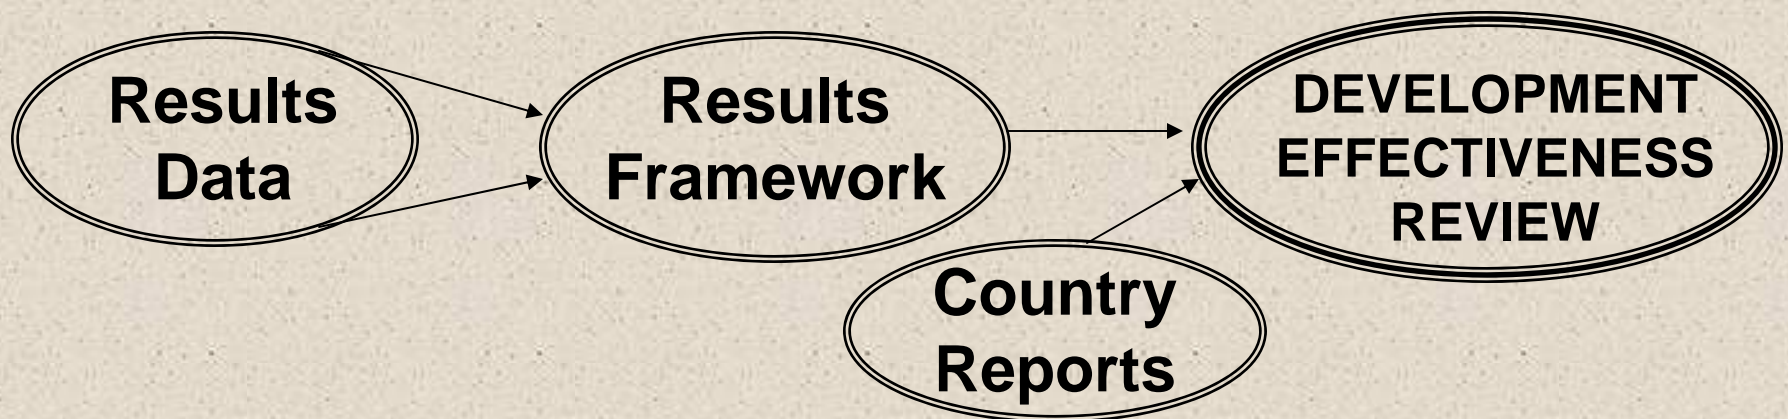 Results
Data
Results
Framework
DEVELOPMENT
EFFECTIVENESS
REVIEW
Country
Reports